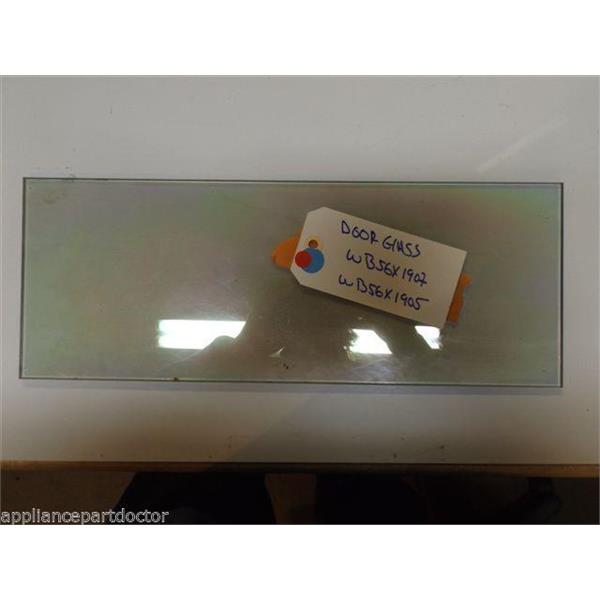 DOOR GLASS
WB56X1907
WB56X1905
appliancepartdoctor